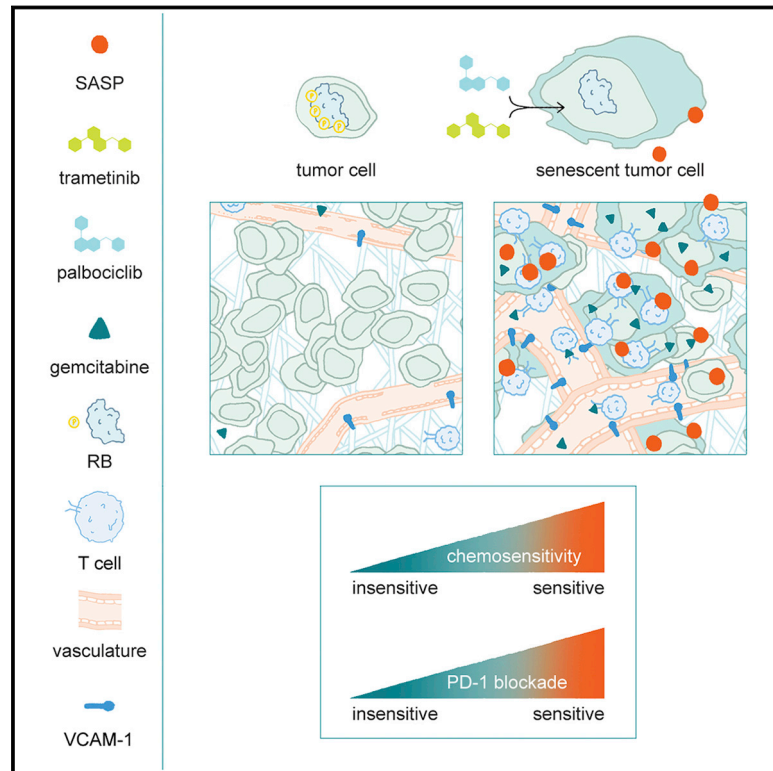 SASP
trametinib
palbociclib
gemcitabine
RB
T cell
vasculature
VCAM-1
P
P
P
P
P
tumor cell
senescent tumor cell
chemosensitivity
insensitive
sensitive
PD-1 blockade
insensitive
sensitive